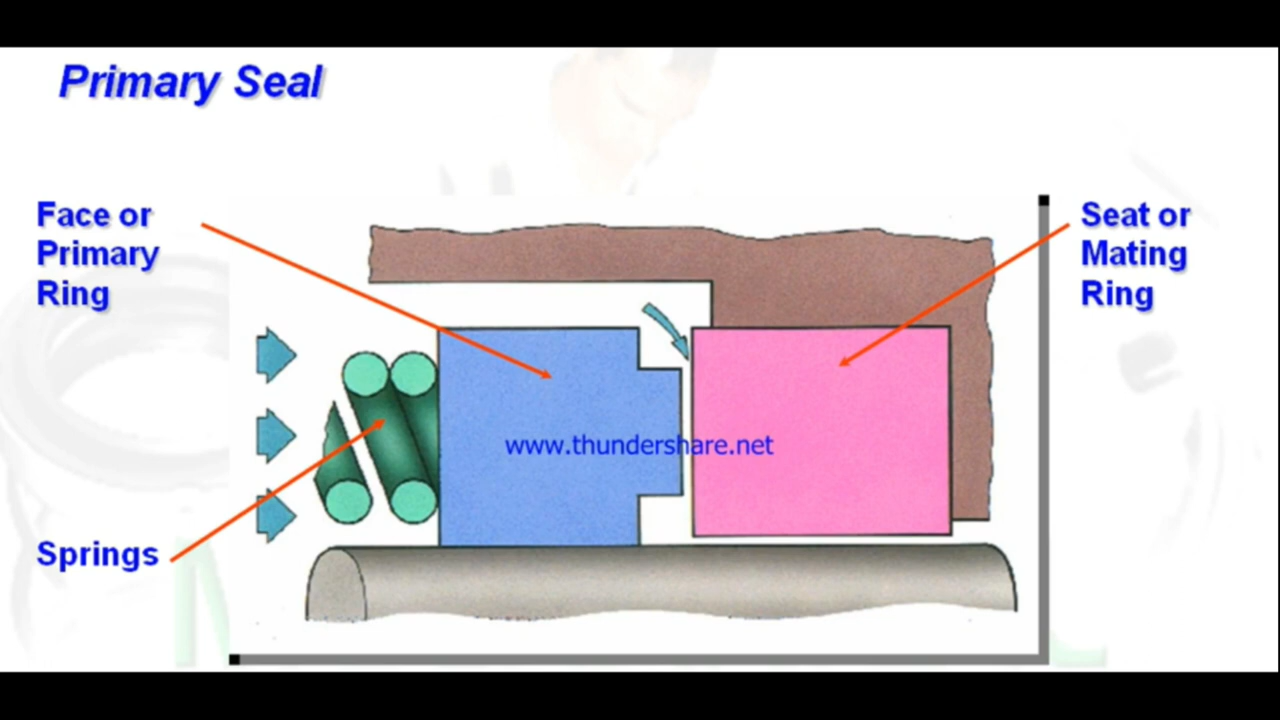 Primary Seal
Face or
Primary
Ring
Seat or
Mating
Ring
www.thundershare.net
Springs